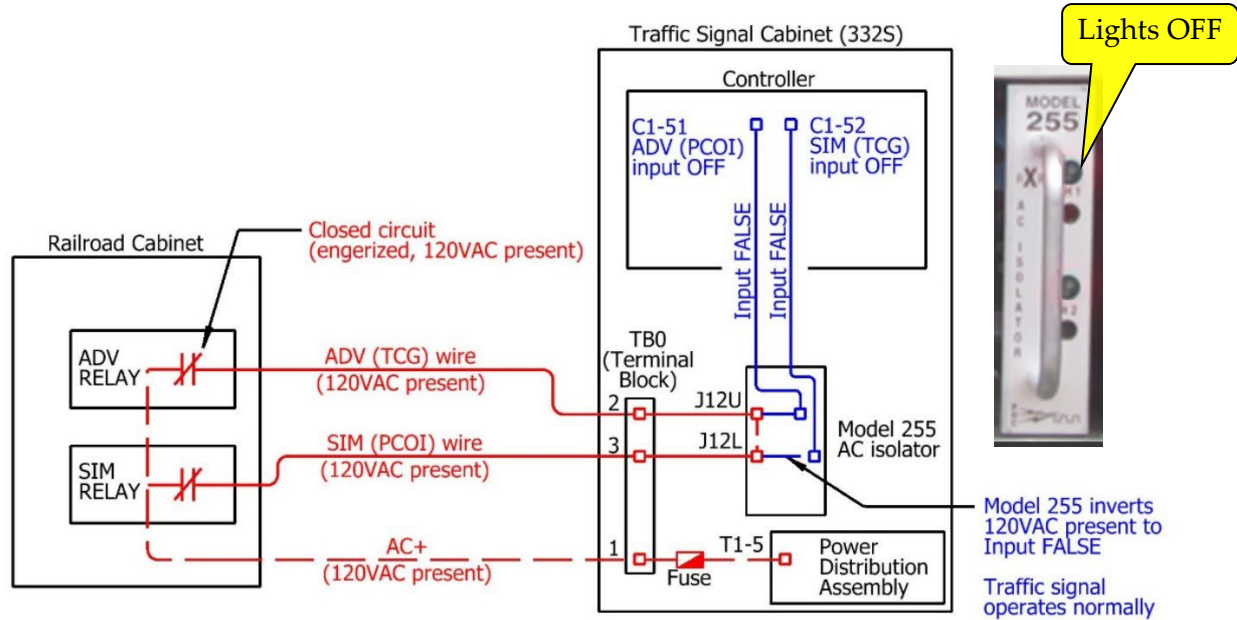 Lights OFF
Traffic Signal Cabinet (332S)
Controller
C1-51
ADV (PCOI)
input OFF
C1-52
SIM (TCG)
input OFF
Input FALSE
Input FALSE
MODEL
255
AC ISOLATOR
Closed circuit
(engerized, 120VAC present)
Railroad Cabinet
ADV
RELAY
ADV (TCG) wire
(120VAC present)
TB0
(Terminal
Block)
2
J12U
SIM
RELAY
SIM (PCOI) wire
(120VAC present)
3
J12L
Model 255
AC isolator
AC+
(120VAC present)
1
Fuse
T1-5
Power
Distribution
Assembly
Model 255 inverts
120VAC present to
Input FALSE
Traffic signal
operates normally